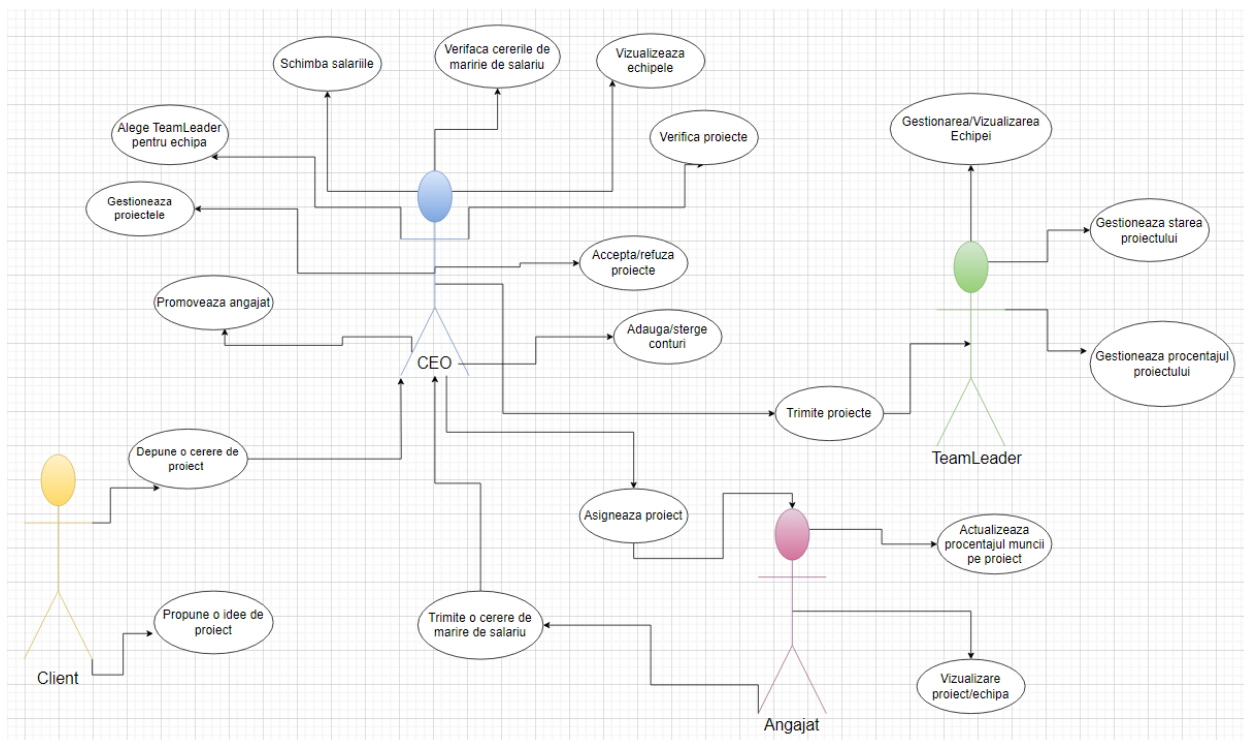 Schimba salariile
Verifaca cererile de
maririe de salariu
Vizualizeaza
echipele
Alege TeamLeader
pentru echipa
Verifica proiecte
Gestionarea/Vizualizarea
Echipei
Gestioneaza
proiectele
Gestioneaza starea
proiectului
Accepta/refuza
proiecte
Promoveaza angajat
Adauga/sterge
conturi
CEO
Gestioneaza procentajul
proiectului
Trimite proiecte
TeamLeader
Depune o cerere de
proiect
Asigneaza proiect
Actualizeaza
procentajul muncii
pe proiect
Propune o idee de
proiect
Trimite o cerere de
marire de salariu
Client
Vizualizare
proiect/echipa
Angajat